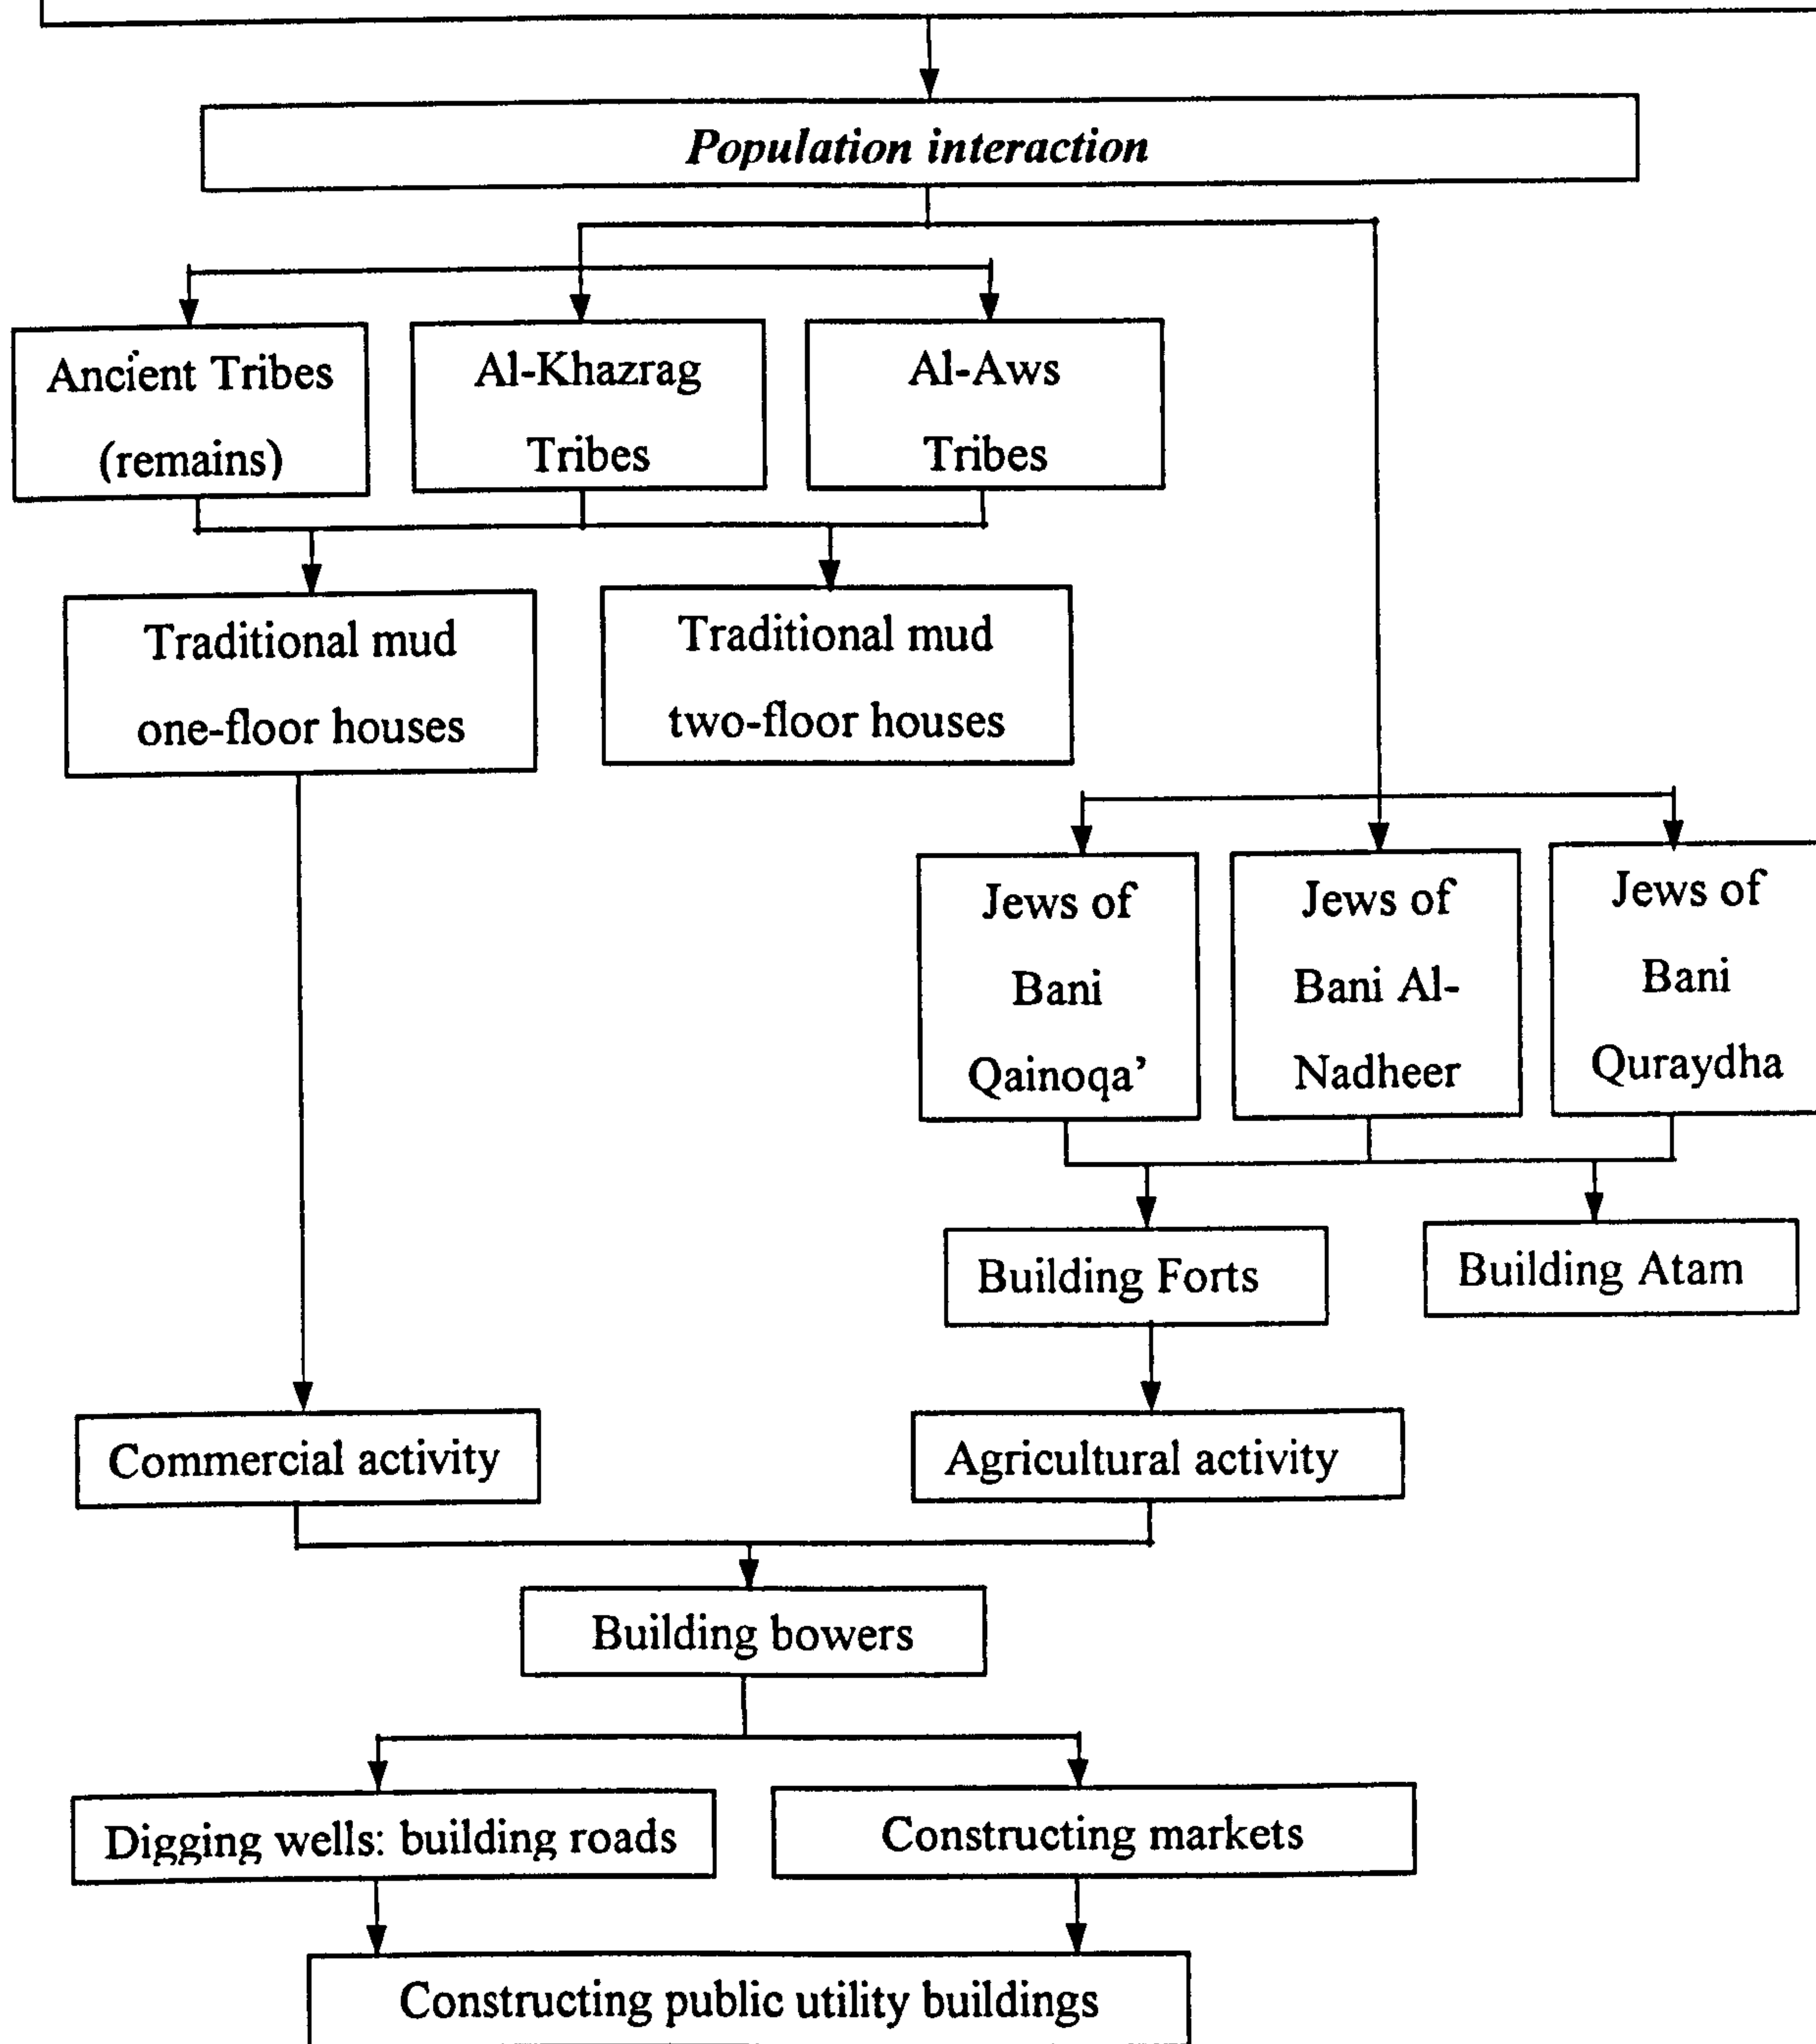 Population interaction
Ancient Tribes
(remains)
Al-Khazrag
Tribes
Al-Aws
Tribes
Traditional mud
one-floor houses
Traditional mud
two-floor houses
Jews of
Bani
Qainoqa’
Jews of
Bani Al-
Nadheer
Jews of
Bani
Quraydha
Building Forts
Building Atam
Commercial activity
Agricultural activity
Building bowers
Digging wells: building roads
Constructing markets
Constructing public utility buildings